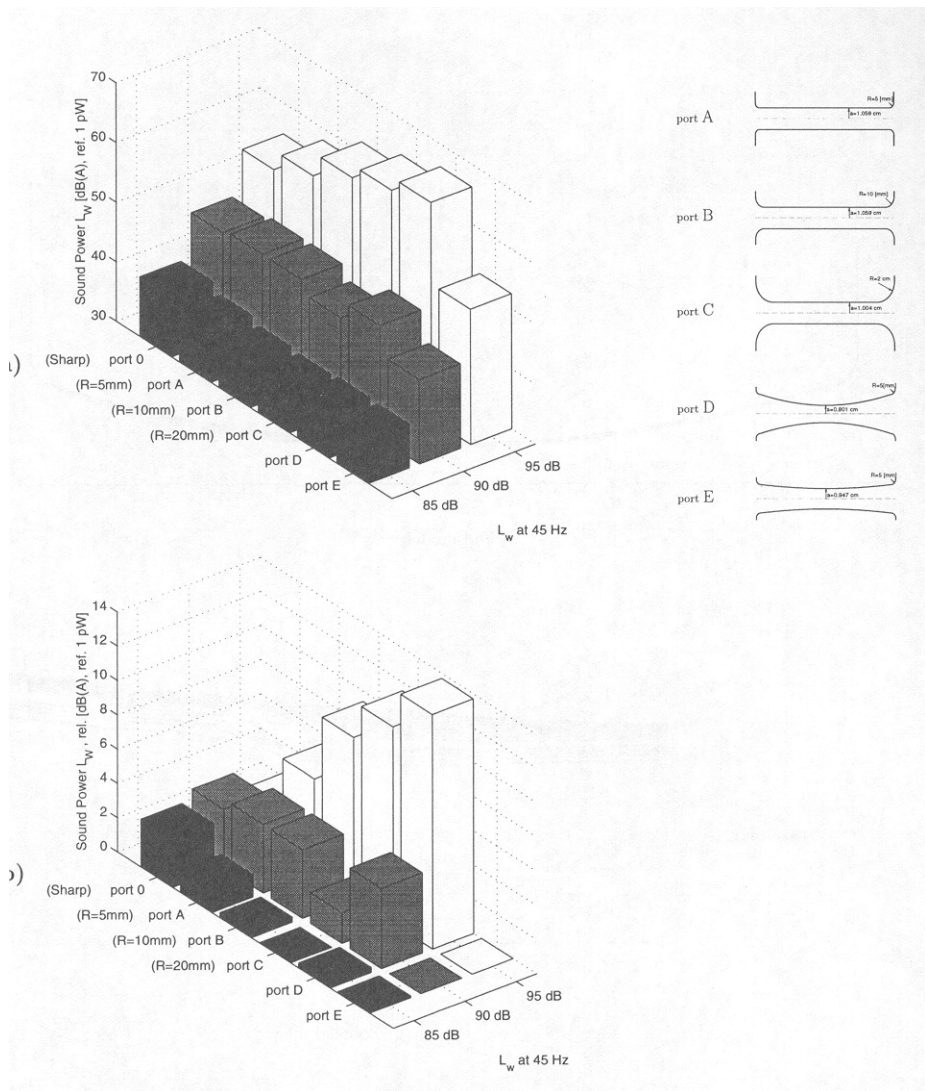 70
60
50
40
30
Sound Power L_w [dB(A), ref. 1 pW]
(Sharp) port 0
(R=5mm) port A
(R=10mm) port B
(R=20mm) port C
port D
port E
85 dB
90 dB
95 dB
L_w at 45 Hz
port A
R=5 [mm]
a=1.059 cm
port B
R=10 [mm]
a=1.059 cm
port C
R=2 cm
a=1.004 cm
port D
R=5[mm]
a=0.801 cm
port E
R=5 [mm]
a=0.947 cm
14
12
10
8
6
4
2
0
Sound Power L_w, rel. [dB(A), ref. 1 pW]
(Sharp) port 0
(R=5mm) port A
(R=10mm) port B
(R=20mm) port C
port D
port E
85 dB
90 dB
95 dB
L_w at 45 Hz